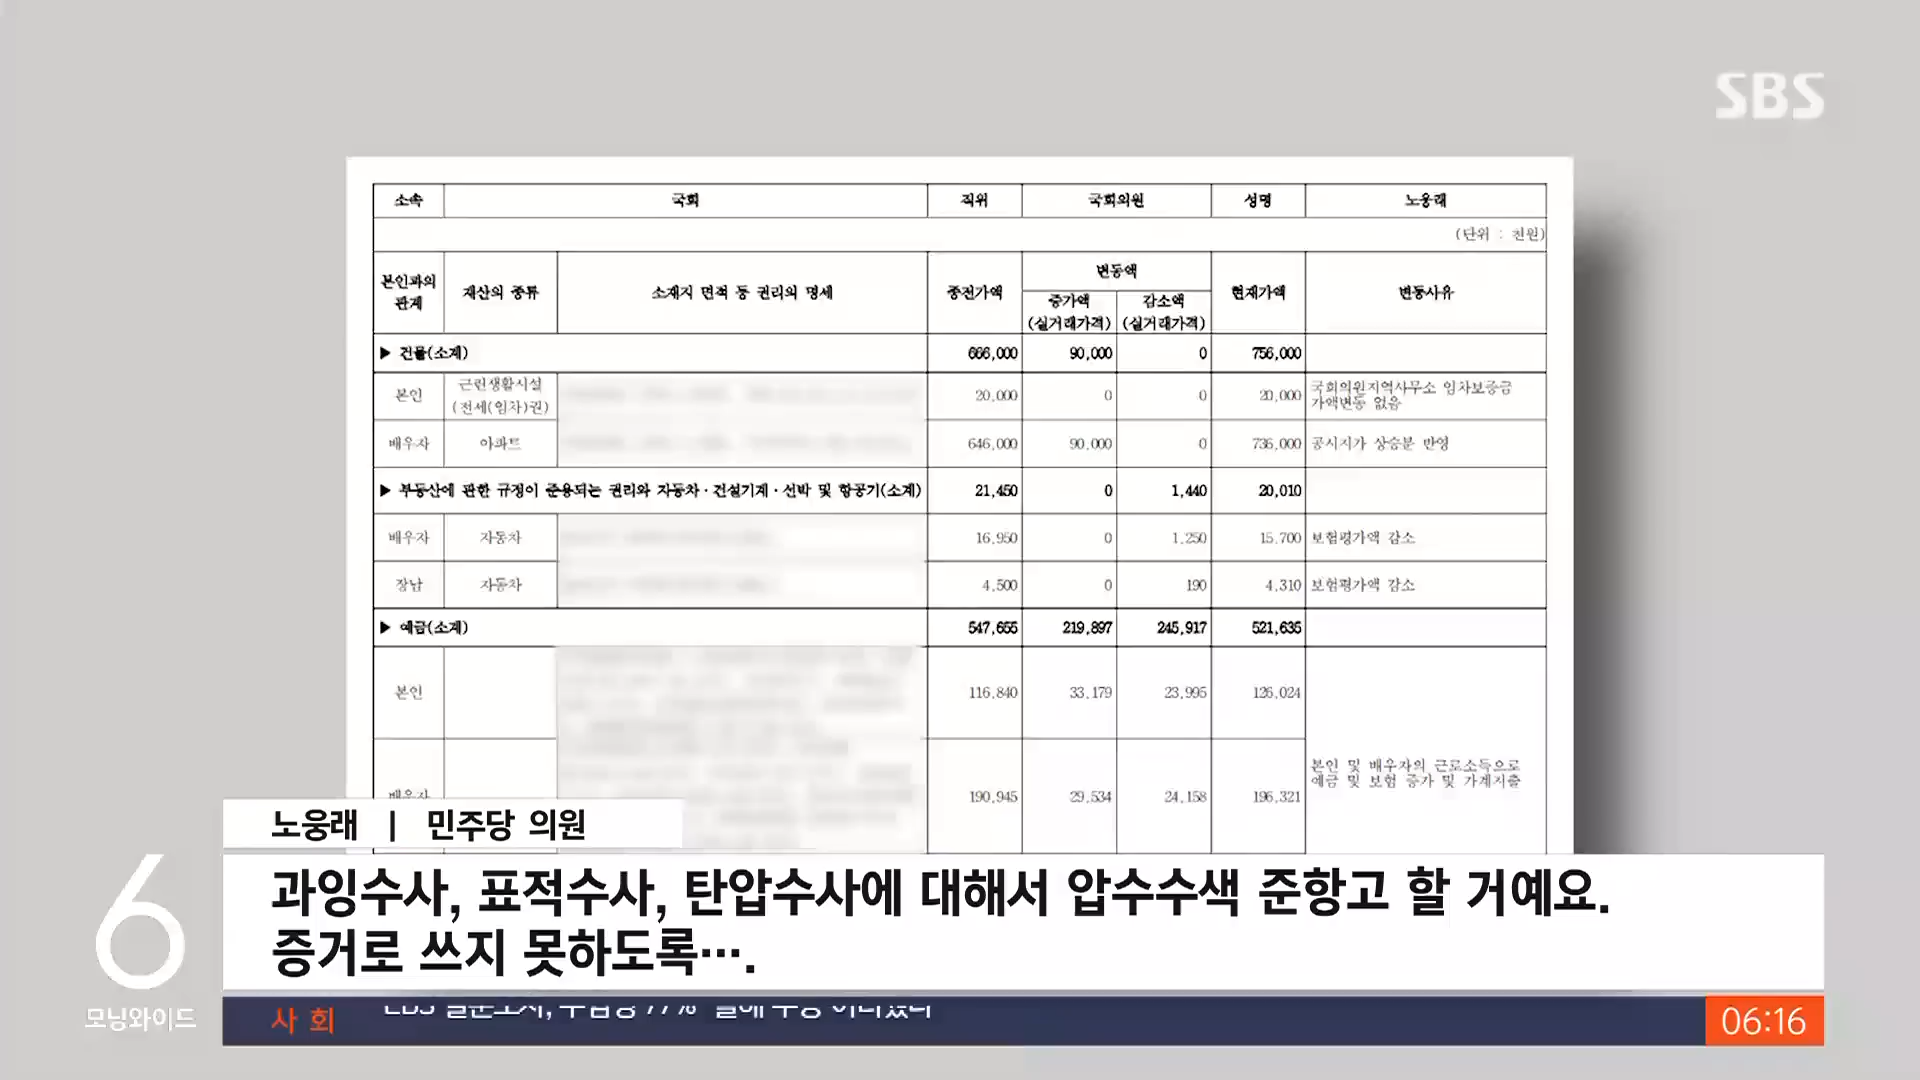 SBS
소속 국회 직위 국회의원 성명 노웅래
(단위 : 천원)
본인과의 관계 재산의 종류 소재지 면적 등 권리의 명세 종전가액 변동액 현재가액 변동사유
증가액 (실거래가격) 감소액 (실거래가격)
▶ 건물(소계) 666,000 90,000 0 756,000
본인 근린생활시설 (전세(임차)권) 20,000 0 0 20,000 국회의원지역사무소 임차보증금 가액변동 없음
배우자 아파트 646,000 90,000 0 736,000 공시지가 상승분 반영
▶ 부동산에 관한 규정이 준용되는 권리와 자동차·건설기계·선박 및 항공기(소계) 21,450 0 1,440 20,010
배우자 자동차 16,950 0 1,250 15,700 보험평가액 감소
장남 자동차 4,500 0 190 4,310 보험평가액 감소
▶ 예금(소계) 547,655 219,897 245,917 521,635
본인 116,840 33,179 23,995 126,024
배우자 190,945 29,534 24,158 196,321 본인 및 배우자의 근로소득으로 예금 및 보험 증가 및 가계지출
노웅래 | 민주당 의원
과잉수사, 표적수사, 탄압수사에 대해서 압수수색 준항고 할 거예요.
증거로 쓰지 못하도록….
6
모닝와이드
사회
06:16